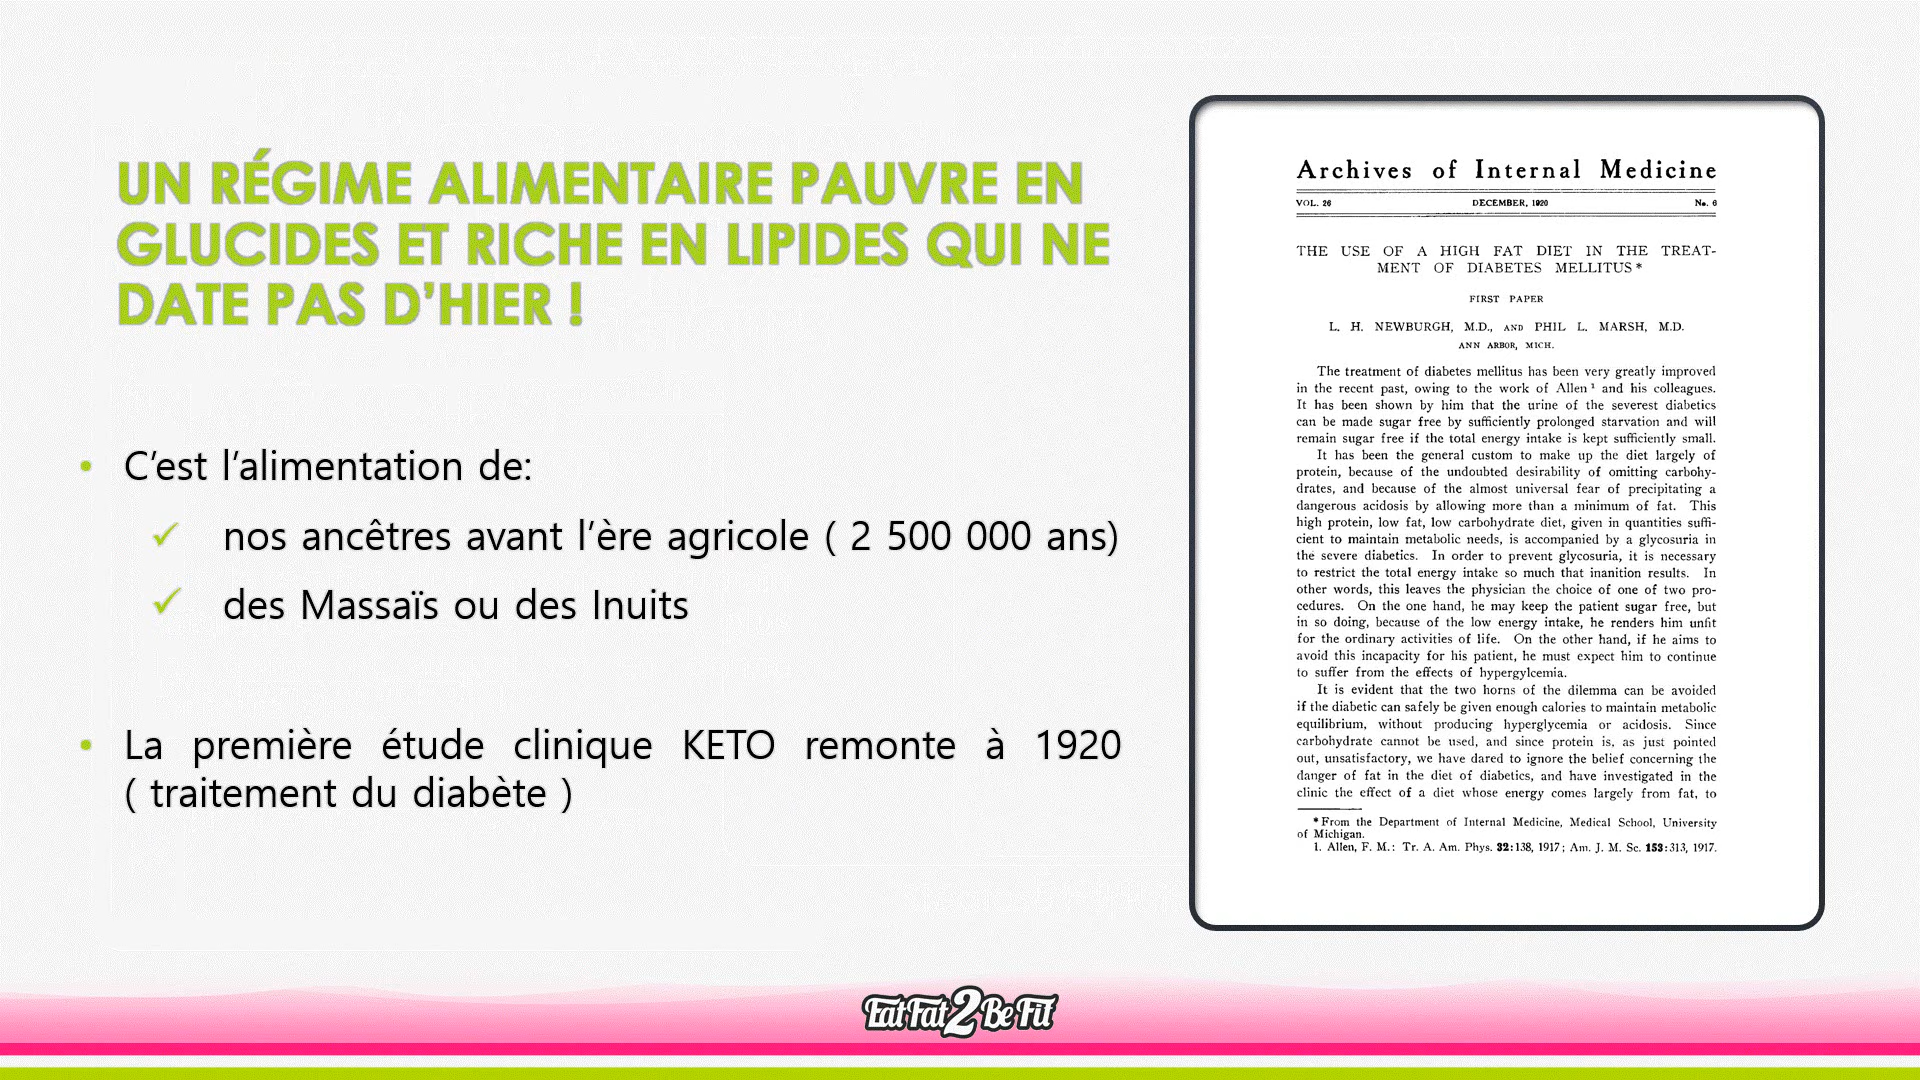 UN RÉGIME ALIMENTAIRE PAUVRE EN
GLUCIDES ET RICHE EN LIPIDES QUI NE
DATE PAS D’HIER !
• C’est l’alimentation de:
✓ nos ancêtres avant l’ère agricole ( 2 500 000 ans)
✓ des Massaïs ou des Inuits
• La première étude clinique KETO remonte à 1920
( traitement du diabète )
Archives of Internal Medicine
VOL. 26 DECEMBER, 1920 No. 6
THE USE OF A HIGH FAT DIET IN THE TREAT-
MENT OF DIABETES MELLITUS *
FIRST PAPER
L. H. NEWBURGH, M.D., AND PHIL L. MARSH, M.D.
ANN ARBOR, MICH.
The treatment of diabetes mellitus has been very greatly improved
in the recent past, owing to the work of Allen ¹ and his colleagues.
It has been shown by him that the urine of the severest diabetics
can be made sugar free by sufficiently prolonged starvation and will
remain sugar free if the total energy intake is kept sufficiently small.
It has been the general custom to make up the diet largely of
protein, because of the undoubted desirability of omitting carbohy-
drates, and because of the almost universal fear of precipitating a
dangerous acidosis by allowing more than a minimum of fat. This
high protein, low fat, low carbohydrate diet, given in quantities suffi-
cient to maintain metabolic needs, is accompanied by a glycosuria in
the severe diabetics. In order to prevent glycosuria, it is necessary
to restrict the total energy intake so much that inanition results. In
other words, this leaves the physician the choice of one of two pro-
cedures. On the one hand, he may keep the patient sugar free, but
in so doing, because of the low energy intake, he renders him unfit
for the ordinary activities of life. On the other hand, if he aims to
avoid this incapacity for his patient, he must expect him to continue
to suffer from the effects of hypergylcemia.
It is evident that the two horns of the dilemma can be avoided
if the diabetic can safely be given enough calories to maintain metabolic
equilibrium, without producing hyperglycemia or acidosis. Since
carbohydrate cannot be used, and since protein is, as just pointed
out, unsatisfactory, we have dared to ignore the belief concerning the
danger of fat in the diet of diabetics, and have investigated in the
clinic the effect of a diet whose energy comes largely from fat, to
* From the Department of Internal Medicine, Medical School, University
of Michigan.
1. Allen, F. M.: Tr. A. Am. Phys. 32:138, 1917; Am. J. M. Sc. 153:313, 1917.
Eat Fat 2 Be Fit